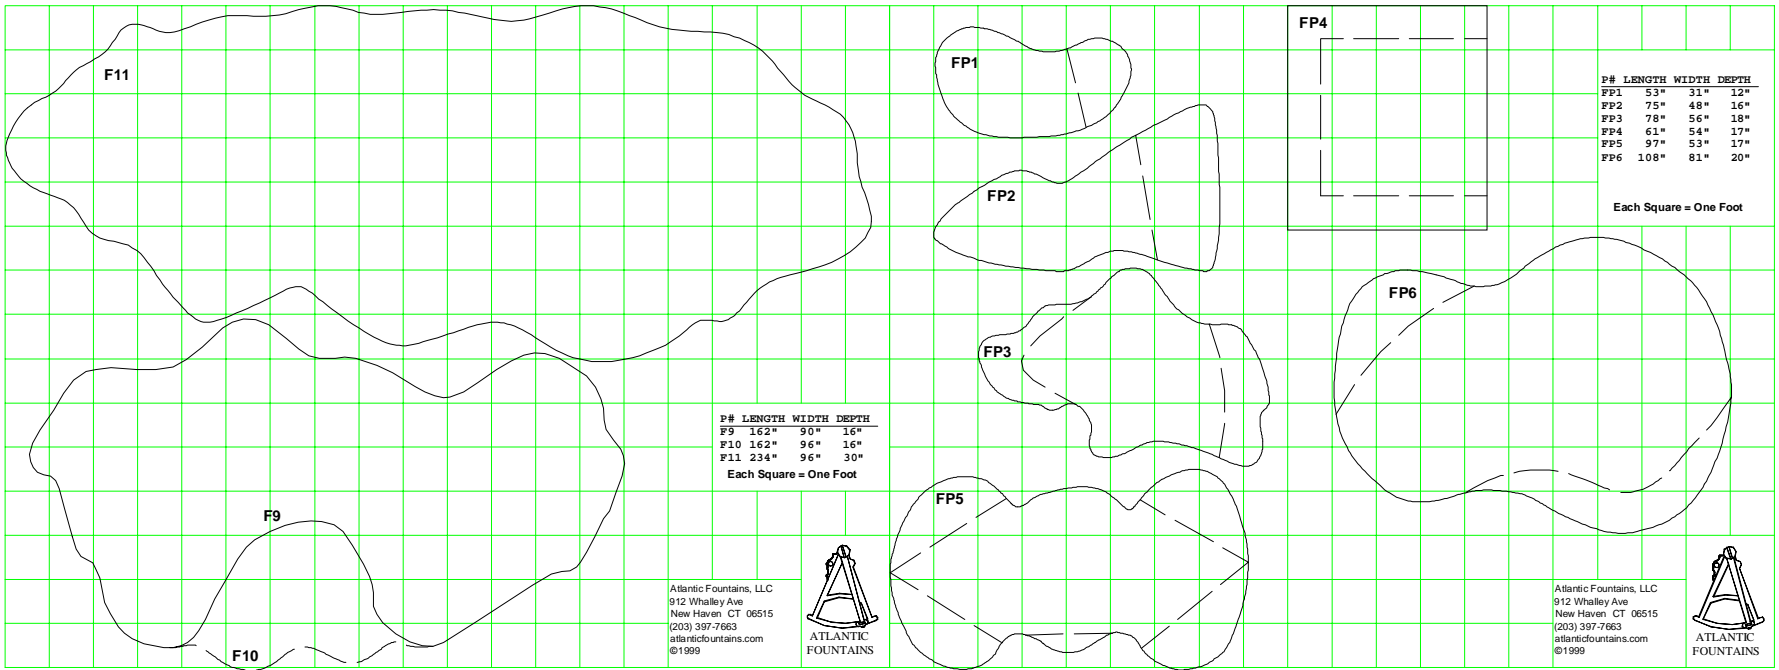 F11
F9
F10
P# LENGTH WIDTH DEPTH
F9 162" 90" 16"
F10 162" 96" 16"
F11 234" 96" 30"
Each Square = One Foot
Atlantic Fountains, LLC
912 Whalley Ave
New Haven CT 06515
(203) 397-7663
atlanticfountains.com
©1999
ATLANTIC
FOUNTAINS
FP1
FP2
FP3
FP4
FP5
FP6
P# LENGTH WIDTH DEPTH
FP1 53" 31" 12"
FP2 75" 48" 16"
FP3 78" 56" 18"
FP4 61" 54" 17"
FP5 97" 53" 17"
FP6 108" 81" 20"
Each Square = One Foot
Atlantic Fountains, LLC
912 Whalley Ave
New Haven CT 06515
(203) 397-7663
atlanticfountains.com
©1999
ATLANTIC
FOUNTAINS